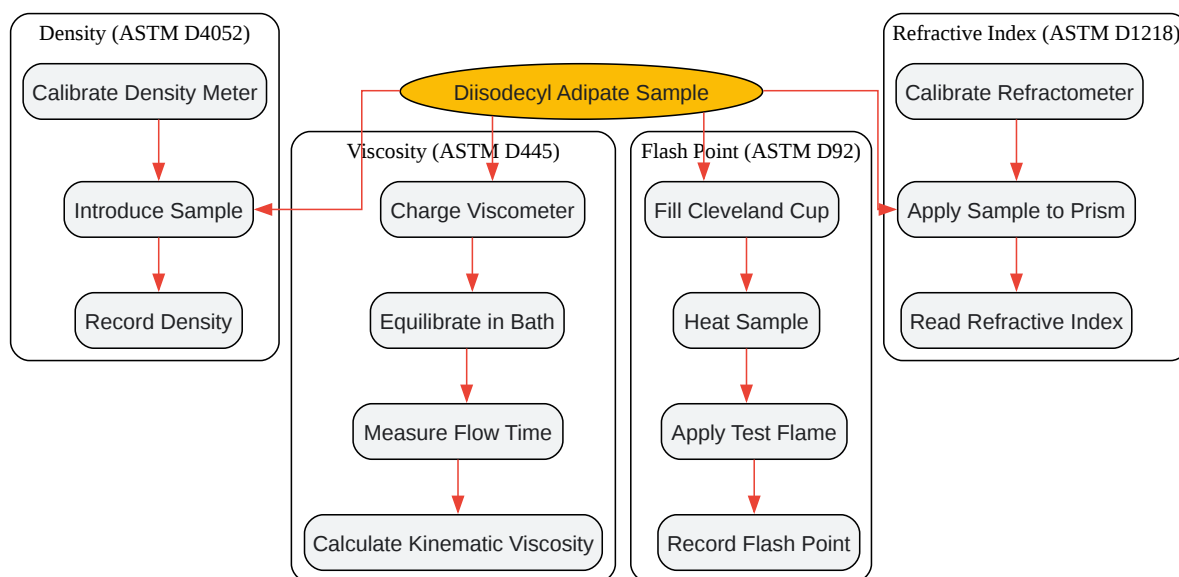 Density (ASTM D4052)
Calibrate Density Meter
Introduce Sample
Record Density
Diisodecyl Adipate Sample
Viscosity (ASTM D445)
Charge Viscometer
Equilibrate in Bath
Measure Flow Time
Calculate Kinematic Viscosity
Flash Point (ASTM D92)
Fill Cleveland Cup
Heat Sample
Apply Test Flame
Record Flash Point
Refractive Index (ASTM D1218)
Calibrate Refractometer
Apply Sample to Prism
Read Refractive Index